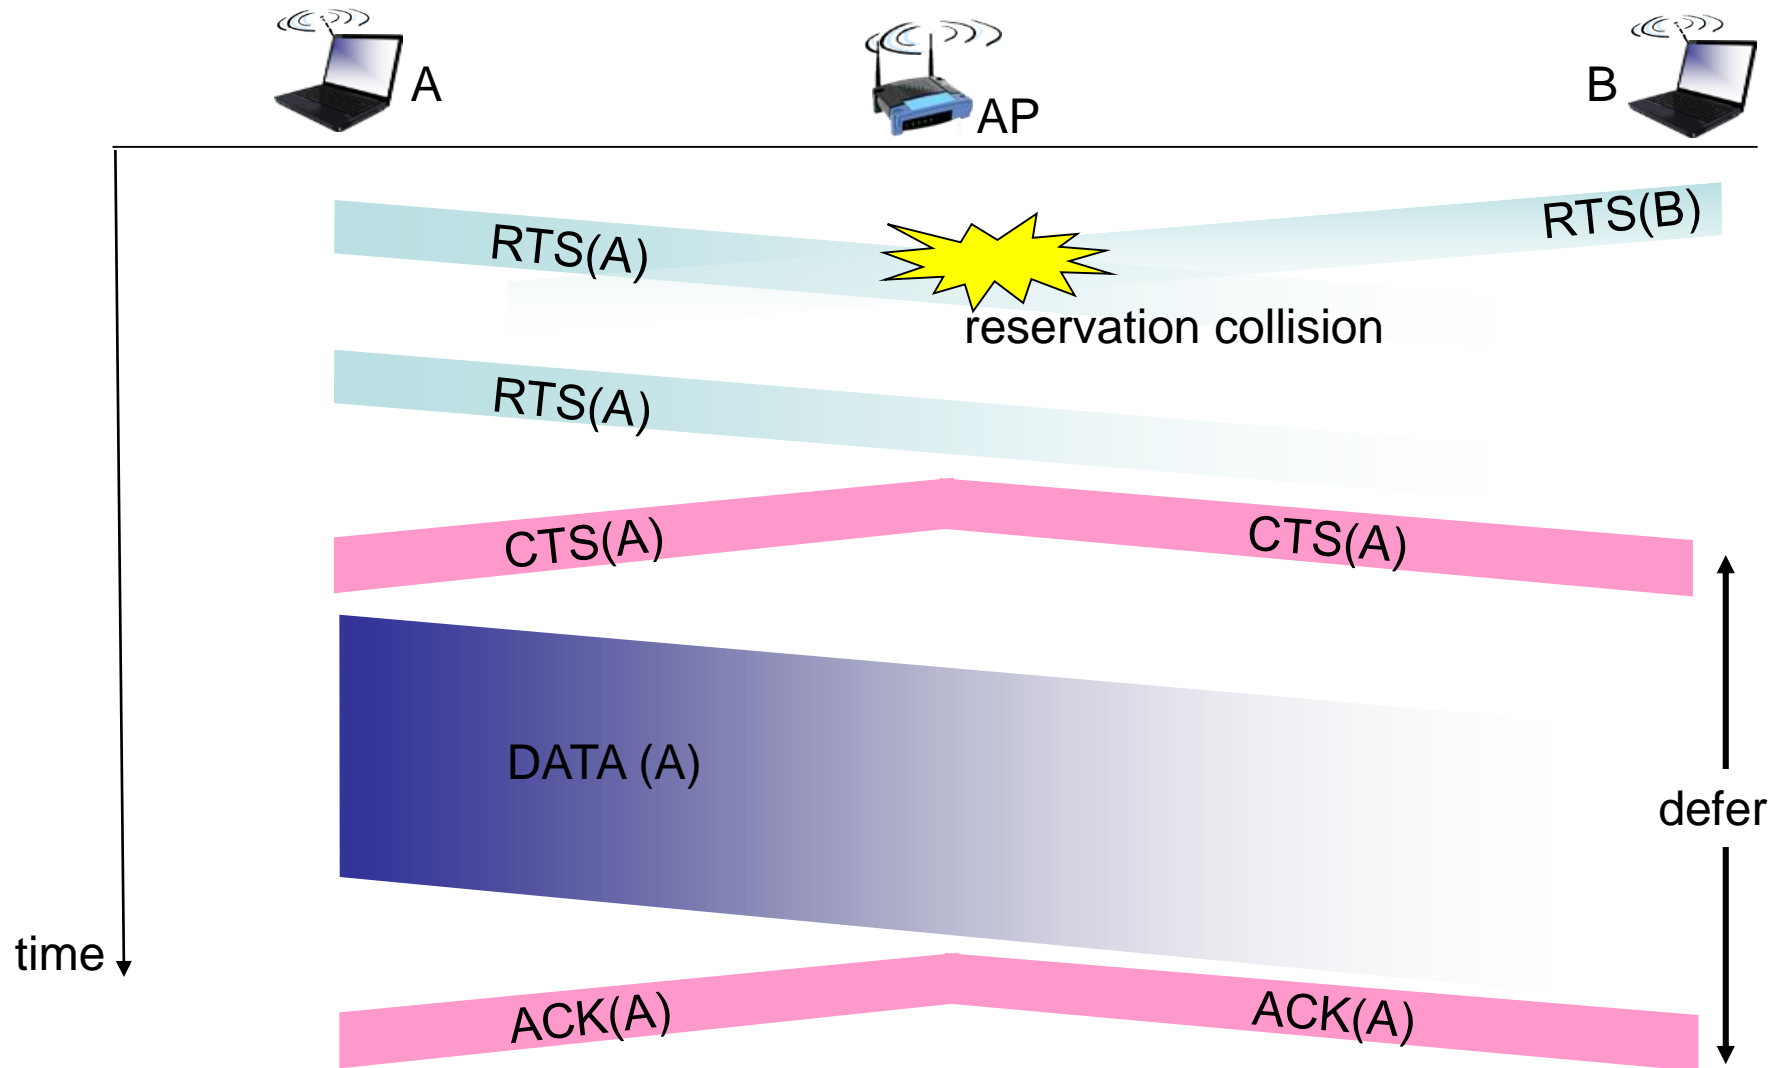 A
AP
B
RTS(A)
RTS(B)
reservation collision
RTS(A)
CTS(A)
CTS(A)
DATA (A)
defer
time
ACK(A)
ACK(A)